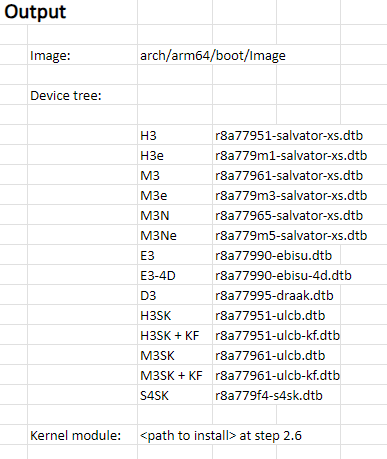 Output
Image: arch/arm64/boot/Image
Device tree:
H3 r8a77951-salvator-xs.dtb
H3e r8a779m1-salvator-xs.dtb
M3 r8a77961-salvator-xs.dtb
M3e r8a779m3-salvator-xs.dtb
M3N r8a77965-salvator-xs.dtb
M3Ne r8a779m5-salvator-xs.dtb
E3 r8a77990-ebisu.dtb
E3-4D r8a77990-ebisu-4d.dtb
D3 r8a77995-draak.dtb
H3SK r8a77951-ulcb.dtb
H3SK + KF r8a77951-ulcb-kf.dtb
M3SK r8a77961-ulcb.dtb
M3SK + KF r8a77961-ulcb-kf.dtb
S4SK r8a779f4-s4sk.dtb
Kernel module: <path to install> at step 2.6